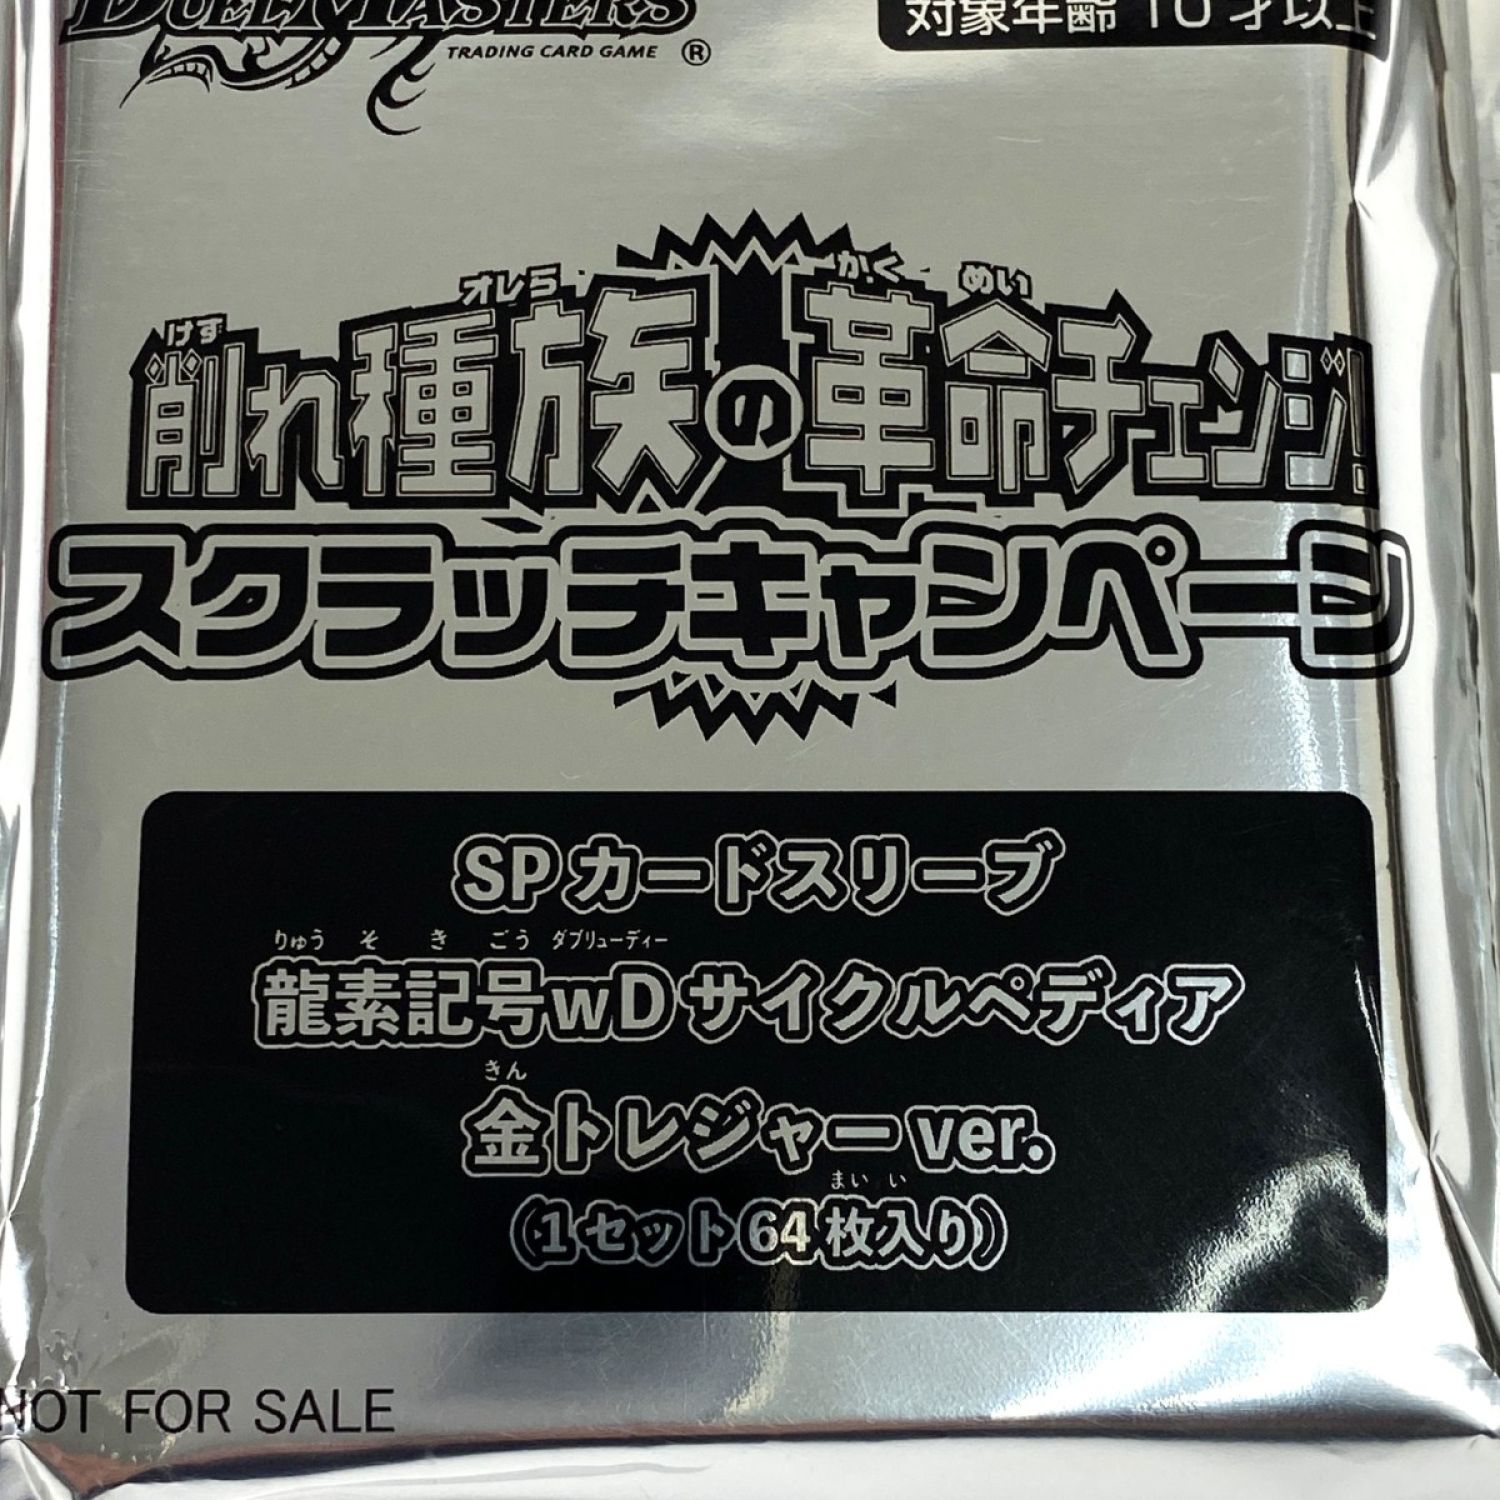 DUEL MASTERS
TRADING CARD GAME ®
対象年齢 10才以上
削れ種族の革命チェンジ!
けず オレら かく めい
スクラッチキャンペーン
SPカードスリーブ
りゅう そ き ごう ダブリューディー
龍素記号wD サイクルペディア
きん
金トレジャーver.
まい い
(1セット64枚入り)
NOT FOR SALE